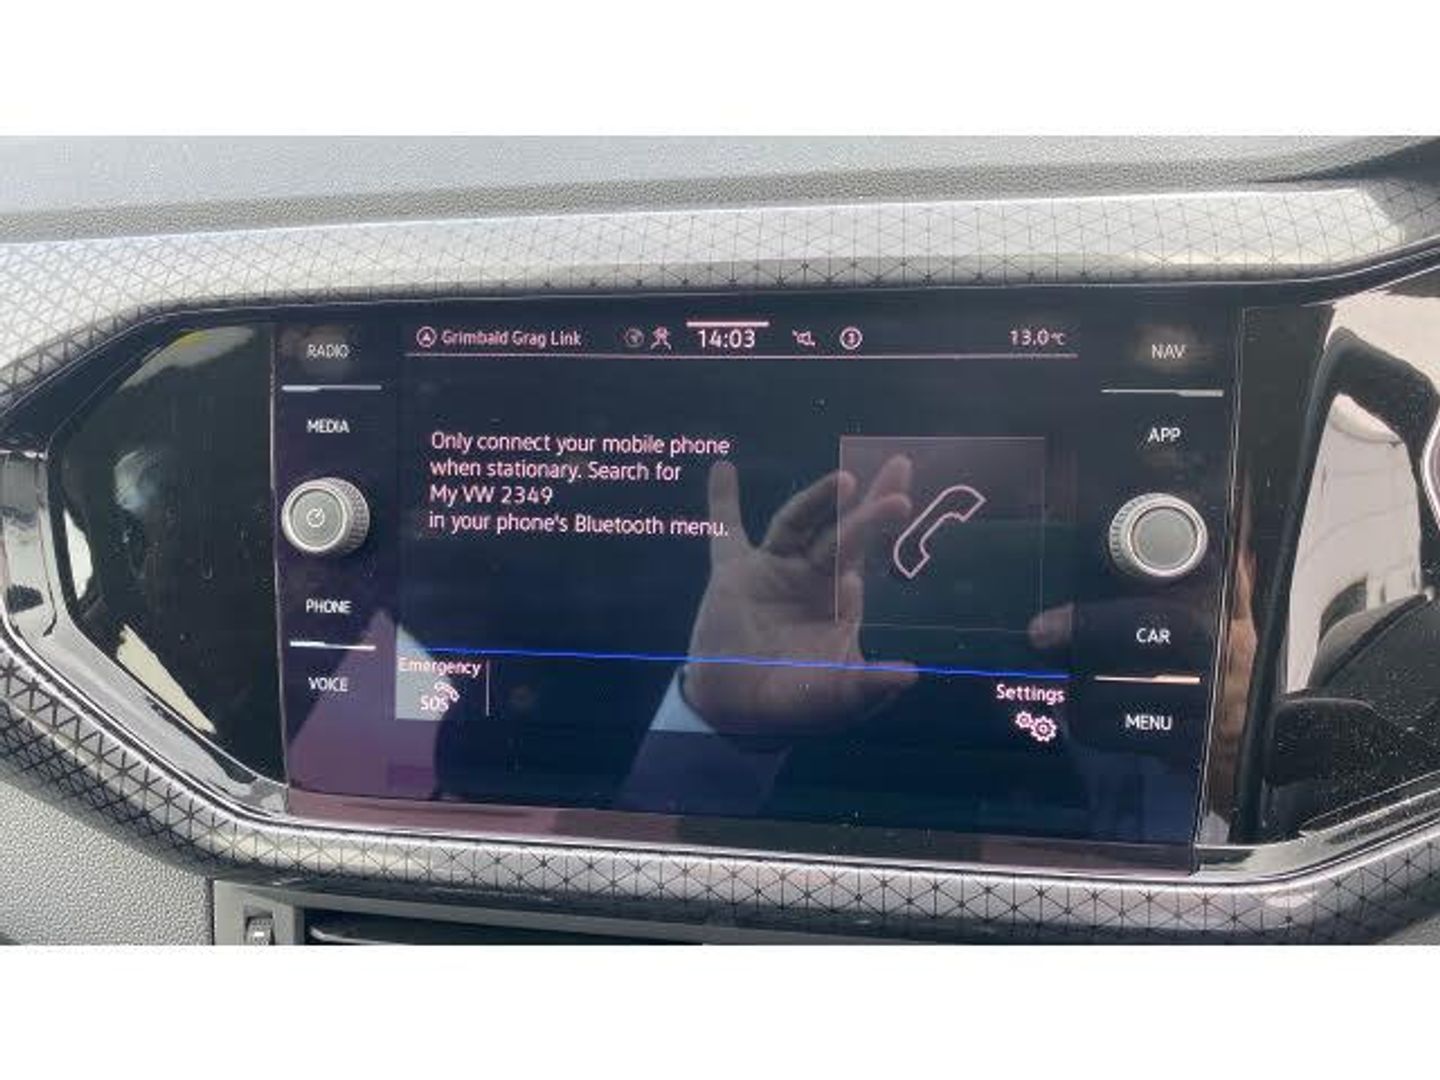 RADIO
MEDIA
PHONE
VOICE
Grimbald Grag Link
14:03
3
13.0°C
Only connect your mobile phone
when stationary. Search for
My VW 2349
in your phone's Bluetooth menu.
Emergency
SOS
Settings
NAV
APP
CAR
MENU